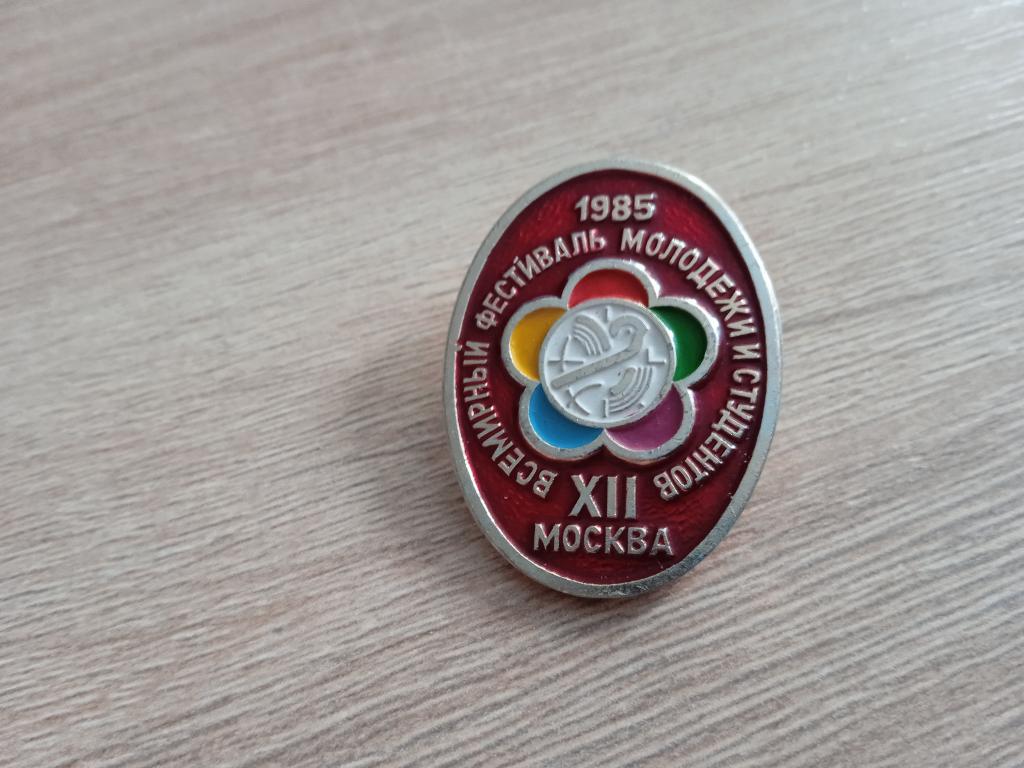 1985
ВСЕМИРНЫЙ ФЕСТИВАЛЬ МОЛОДЕЖИ И СТУДЕНТОВ
XII
МОСКВА